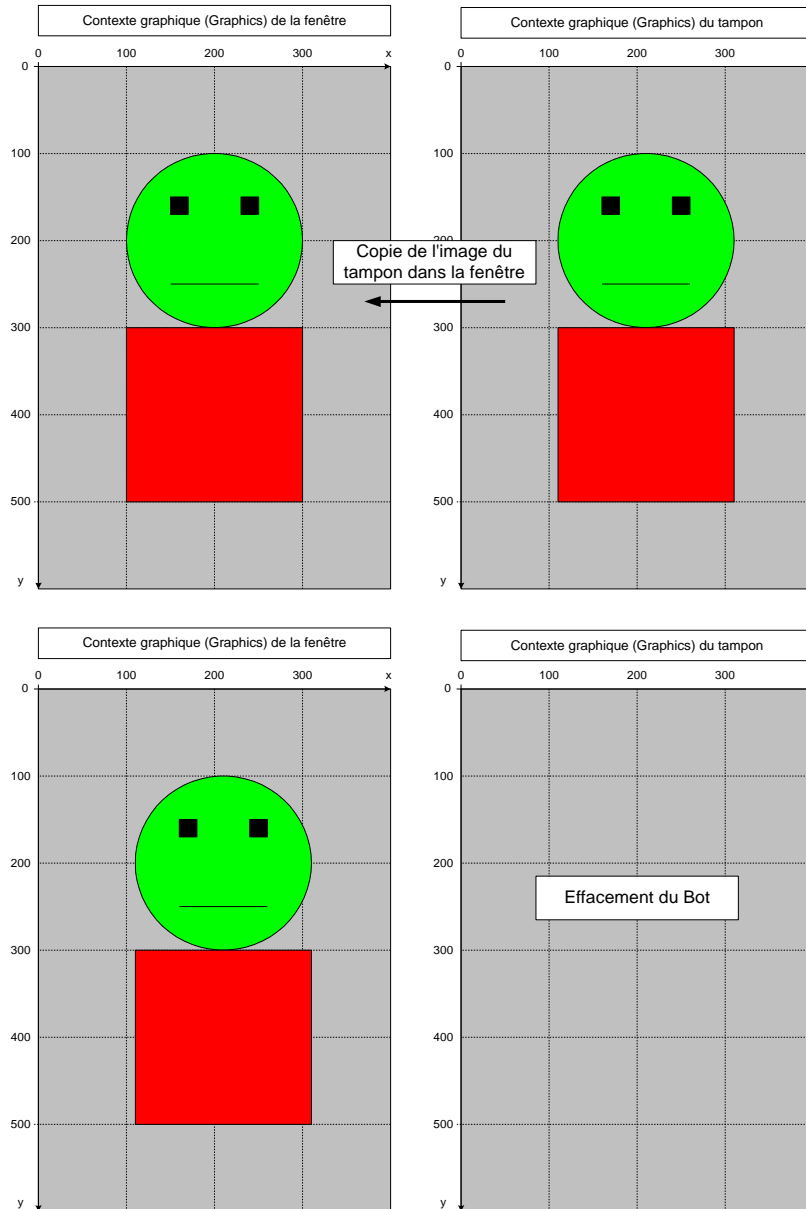 Contexte graphique (Graphics) de la fenêtre
Contexte graphique (Graphics) du tampon
0 100 200 300 x
0 100 200 300
0
100
200
300
400
500
y
0
100
200
300
400
500
y
Copie de l'image du
tampon dans la fenêtre
Contexte graphique (Graphics) de la fenêtre
Contexte graphique (Graphics) du tampon
0 100 200 300 x
0 100 200 300
0
100
200
300
400
500
y
0
100
200
300
400
500
y
Effacement du Bot